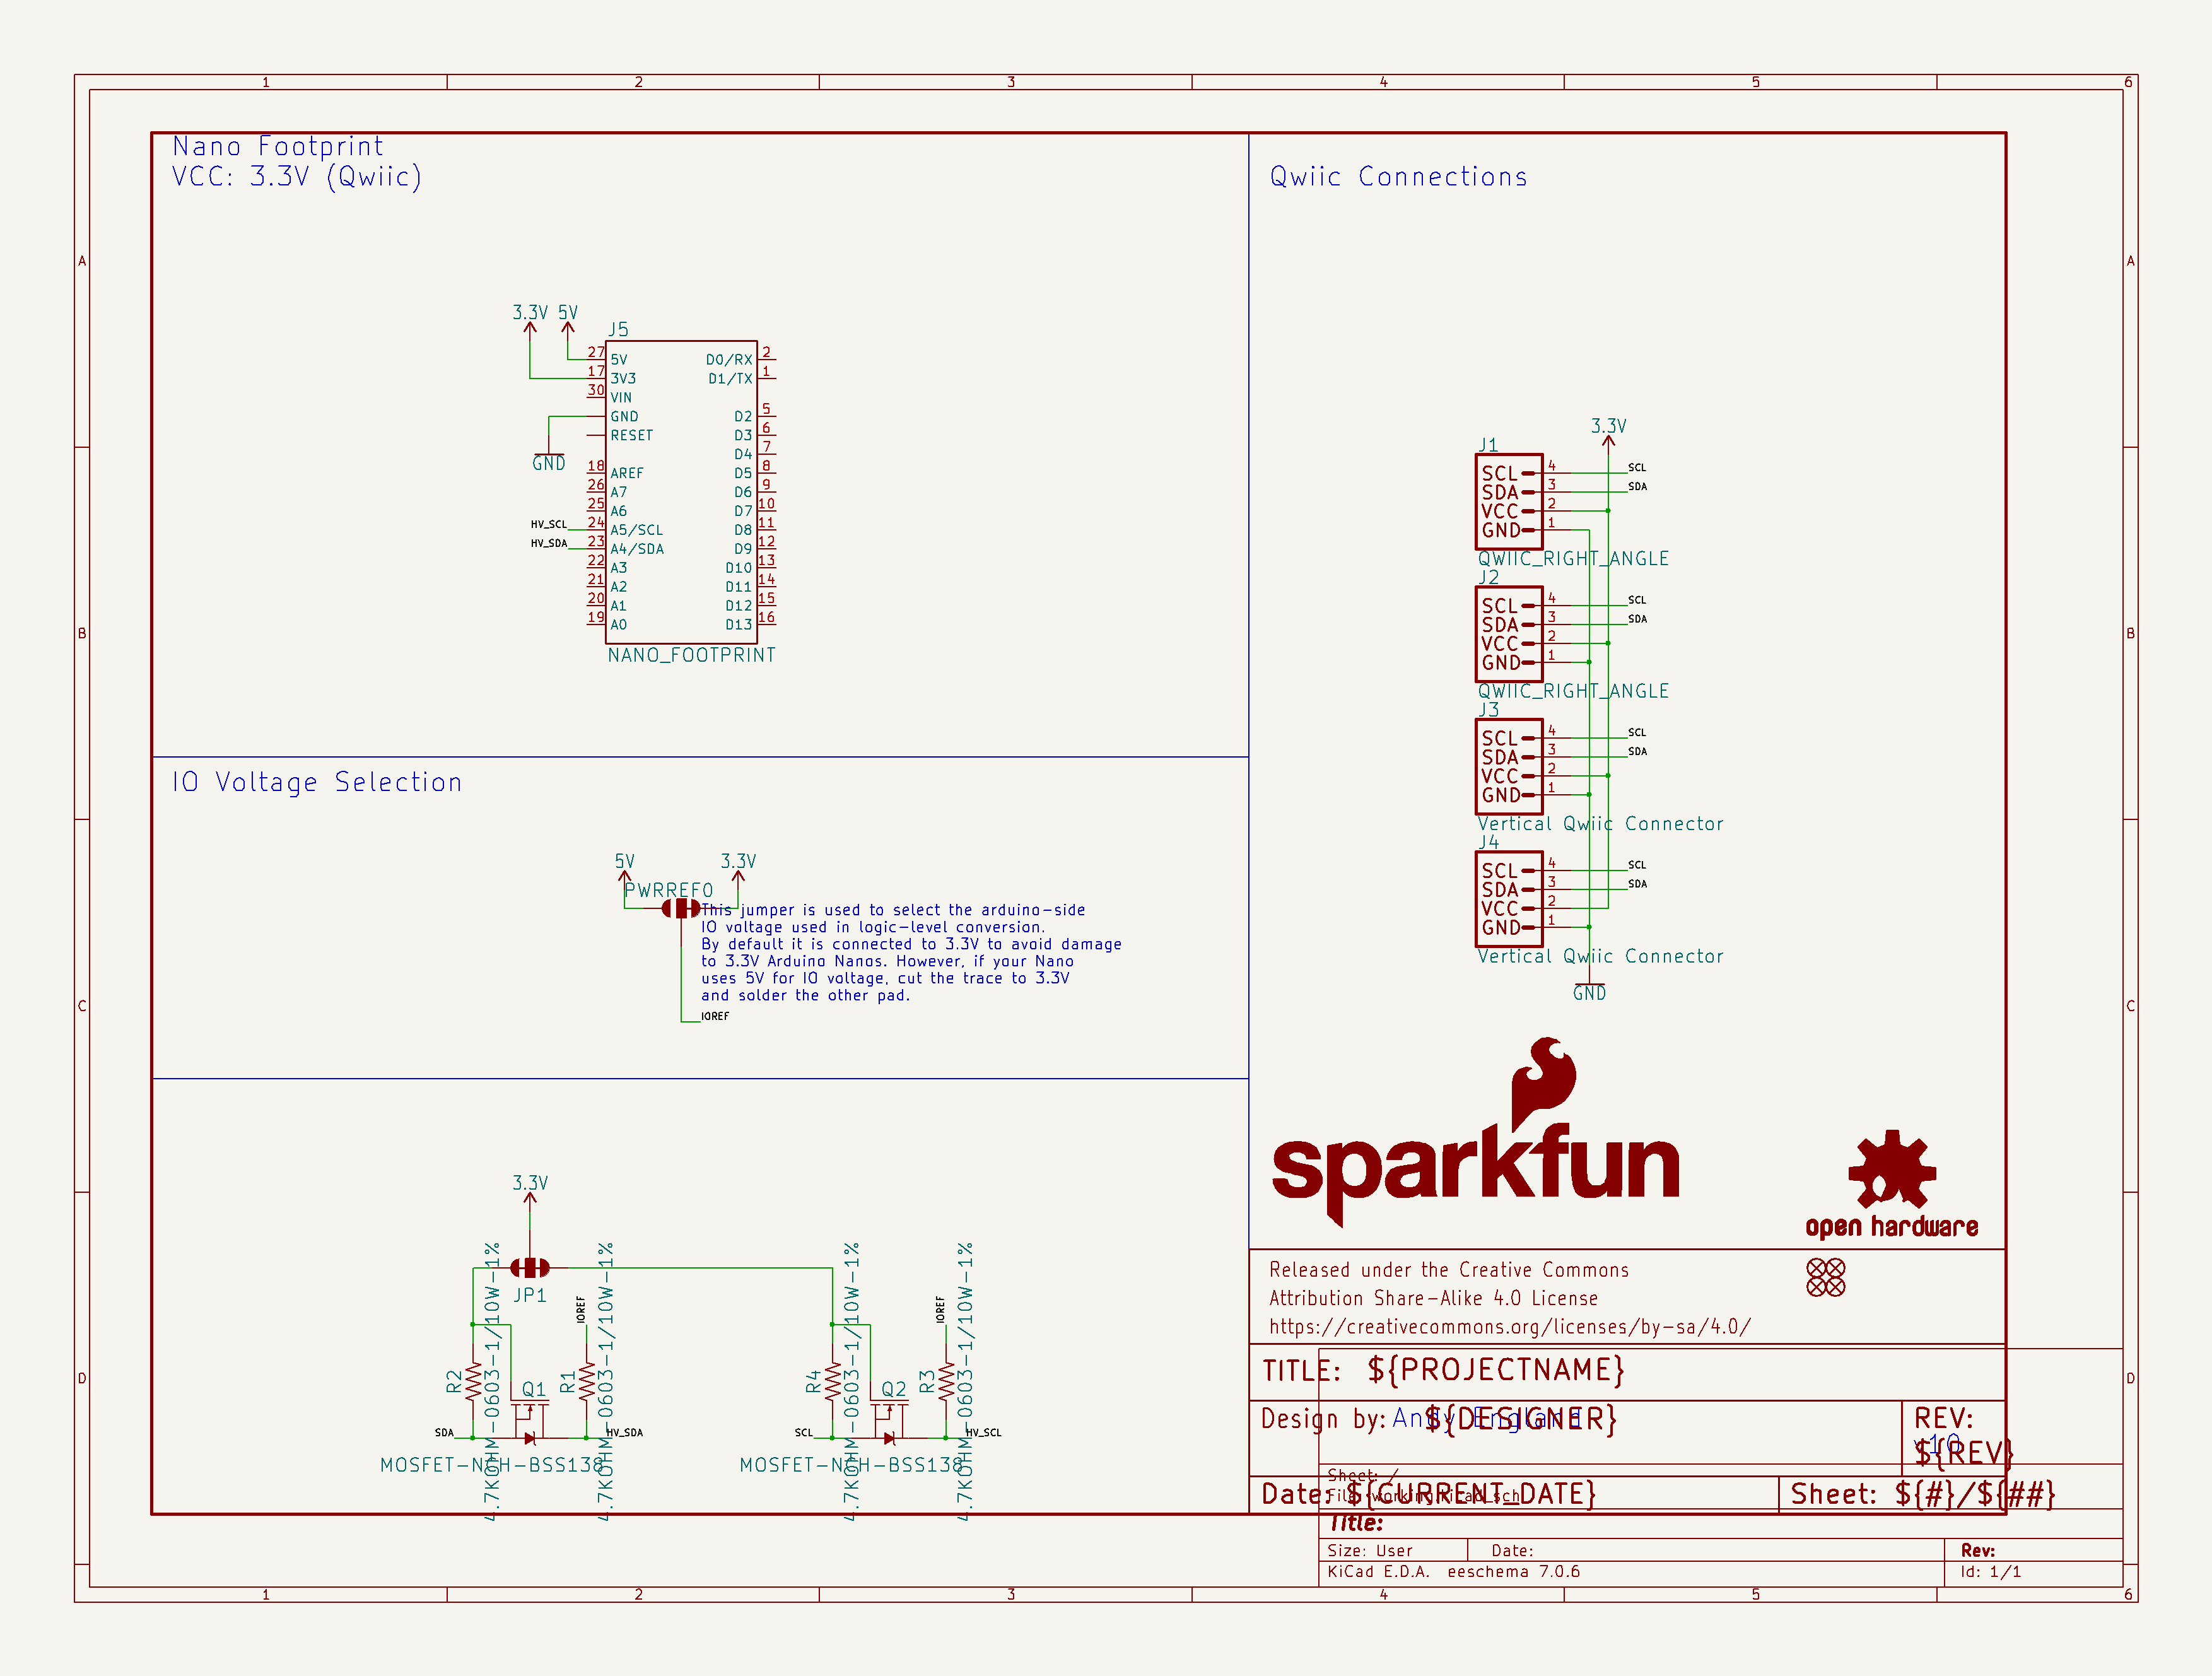 1 2 3 4 5 6
A
B
C
D
Nano Footprint
VCC: 3.3V (Qwiic)
3.3V 5V
J5
27 5V D0/RX 2
17 3V3 D1/TX 1
30 VIN
GND D2 5
RESET D3 6
D4 7
GND
18 AREF D5 8
26 A7 D6 9
25 A6 D7 10
HV_SCL 24 A5/SCL D8 11
HV_SDA 23 A4/SDA D9 12
22 A3 D10 13
21 A2 D11 14
20 A1 D12 15
19 A0 D13 16
NANO_FOOTPRINT
IO Voltage Selection
5V 3.3V
PWRREF0
This jumper is used to select the arduino-side
IO voltage used in logic-level conversion.
By default it is connected to 3.3V to avoid damage
to 3.3V Arduino Nanos. However, if your Nano
uses 5V for IO voltage, cut the trace to 3.3V
and solder the other pad.
IOREF
3.3V
JP1
IOREF
IOREF
R2
4.7KOHM-0603-1/10W-1%
Q1
R1
4.7KOHM-0603-1/10W-1%
SDA
HV_SDA
MOSFET-NCH-BSS138
R4
4.7KOHM-0603-1/10W-1%
Q2
R3
4.7KOHM-0603-1/10W-1%
SCL
HV_SCL
MOSFET-NCH-BSS138
Qwiic Connections
3.3V
J1
SCL 4 SCL
SDA 3 SDA
VCC 2
GND 1
QWIIC_RIGHT_ANGLE
J2
SCL 4 SCL
SDA 3 SDA
VCC 2
GND 1
QWIIC_RIGHT_ANGLE
J3
SCL 4 SCL
SDA 3 SDA
VCC 2
GND 1
Vertical Qwiic Connector
J4
SCL 4 SCL
SDA 3 SDA
VCC 2
GND 1
Vertical Qwiic Connector
GND
sparkfun
open hardware
Released under the Creative Commons
Attribution Share-Alike 4.0 License
https://creativecommons.org/licenses/by-sa/4.0/
TITLE: ${PROJECTNAME}
Design by: Andy England
${DESIGNER}
REV:
v10
${REV}
Sheet: /
File: working.kicad_sch
Date: ${CURRENT_DATE}
Sheet: ${#}/${##}
Title:
Size: User Date: Rev:
KiCad E.D.A. eeschema 7.0.6 Id: 1/1
A
B
C
D
1 2 3 4 5 6